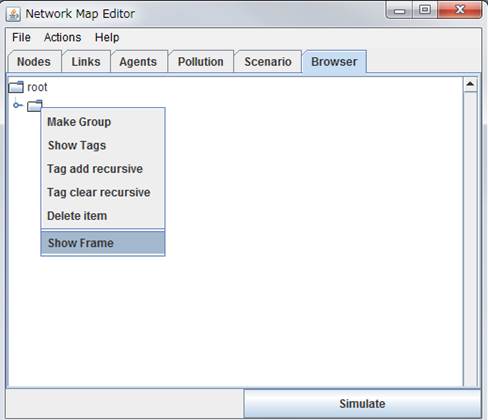 Network Map Editor
File Actions Help
Nodes Links Agents Pollution Scenario Browser
root
Make Group
Show Tags
Tag add recursive
Tag clear recursive
Delete item
Show Frame
Simulate